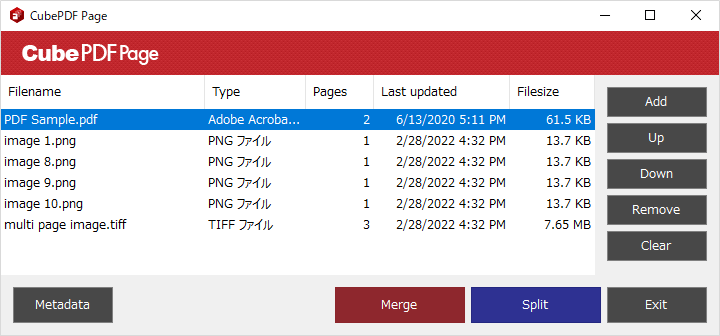 CubePDF Page
CubePDF Page
Filename Type Pages Last updated Filesize
PDF Sample.pdf Adobe Acroba... 2 6/13/2020 5:11 PM 61.5 KB
image 1.png PNG ファイル 1 2/28/2022 4:32 PM 13.7 KB
image 8.png PNG ファイル 1 2/28/2022 4:32 PM 13.7 KB
image 9.png PNG ファイル 1 2/28/2022 4:32 PM 13.7 KB
image 10.png PNG ファイル 1 2/28/2022 4:32 PM 13.7 KB
multi page image.tiff TIFF ファイル 3 2/28/2022 4:32 PM 7.65 MB
Add
Up
Down
Remove
Clear
Metadata Merge Split Exit